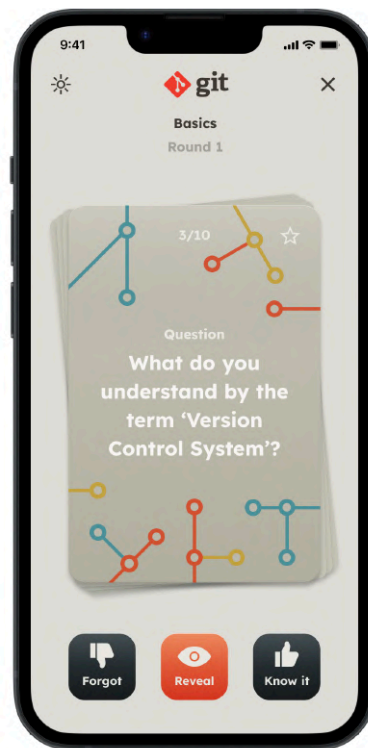 9:41
git
Basics
Round 1
3/10
Question
What do you
understand by the
term ‘Version
Control System’?
Forgot
Reveal
Know it